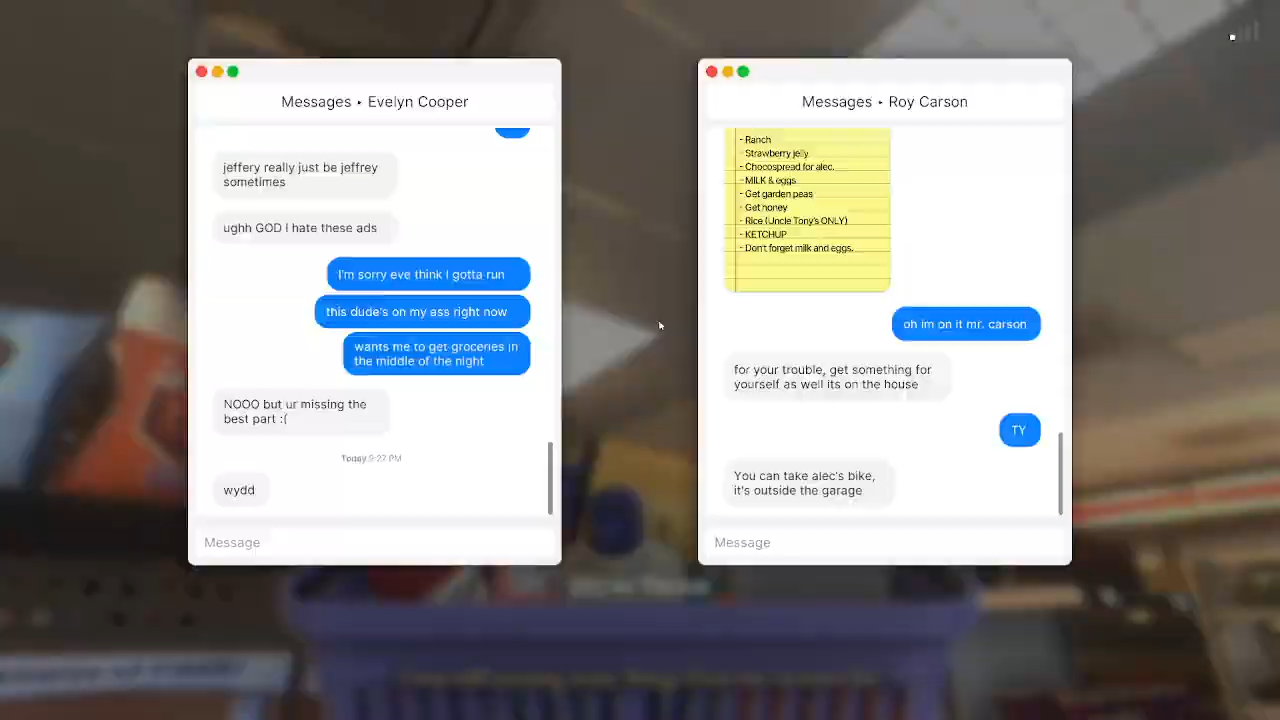 Messages ▸ Evelyn Cooper
jeffery really just be jeffrey
sometimes
ughh GOD I hate these ads
I'm sorry eve think I gotta run
this dude's on my ass right now
wants me to get groceries in
the middle of the night
NOOO but ur missing the
best part :(
Today 9:27 PM
wydd
Message
Messages ▸ Roy Carson
- Ranch
- Strawberry jelly
- Chocospread for alec.
- MILK & eggs
- Get garden peas
- Get honey
- Rice (Uncle Tony's ONLY)
- KETCHUP
- Don't forget milk and eggs.
oh im on it mr. carson
for your trouble, get something for
yourself as well its on the house
TY
You can take alec's bike,
it's outside the garage
Message